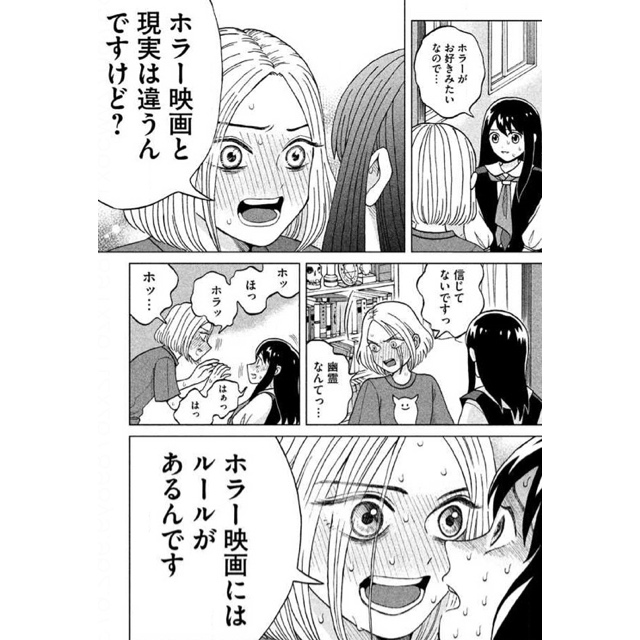 ホラーが
お好きみたい
なので…
ホラー映画と
現実は違うん
ですけど？
信じて
ないですっ
幽霊
なんてっ…
ホッ
ほっ
ホラッ
ホッ…
はぁっ
はっ
ホラー映画には
ルールが
あるんです